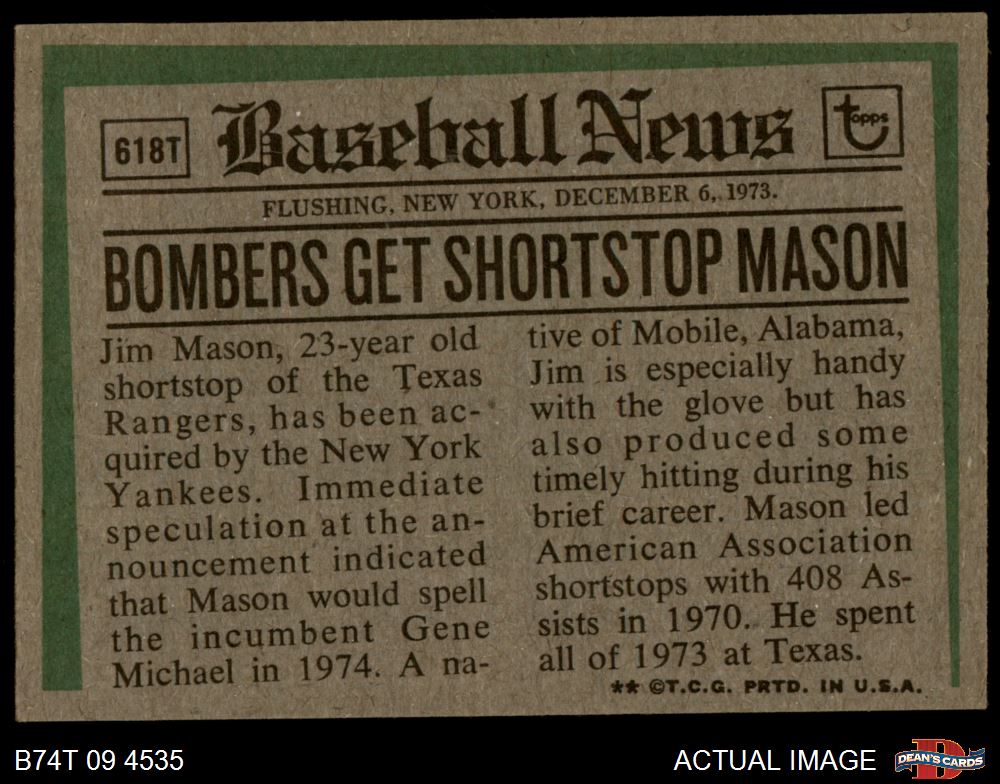 618T
Baseball News
topps
FLUSHING, NEW YORK, DECEMBER 6, 1973.
BOMBERS GET SHORTSTOP MASON
Jim Mason, 23-year old
shortstop of the Texas
Rangers, has been ac-
quired by the New York
Yankees. Immediate
speculation at the an-
nouncement indicated
that Mason would spell
the incumbent Gene
Michael in 1974. A na-
tive of Mobile, Alabama,
Jim is especially handy
with the glove but has
also produced some
timely hitting during his
brief career. Mason led
American Association
shortstops with 408 As-
sists in 1970. He spent
all of 1973 at Texas.
** ©T.C.G. PRTD. IN U.S.A.
B74T 09 4535
ACTUAL IMAGE
D
DEAN'S CARDS